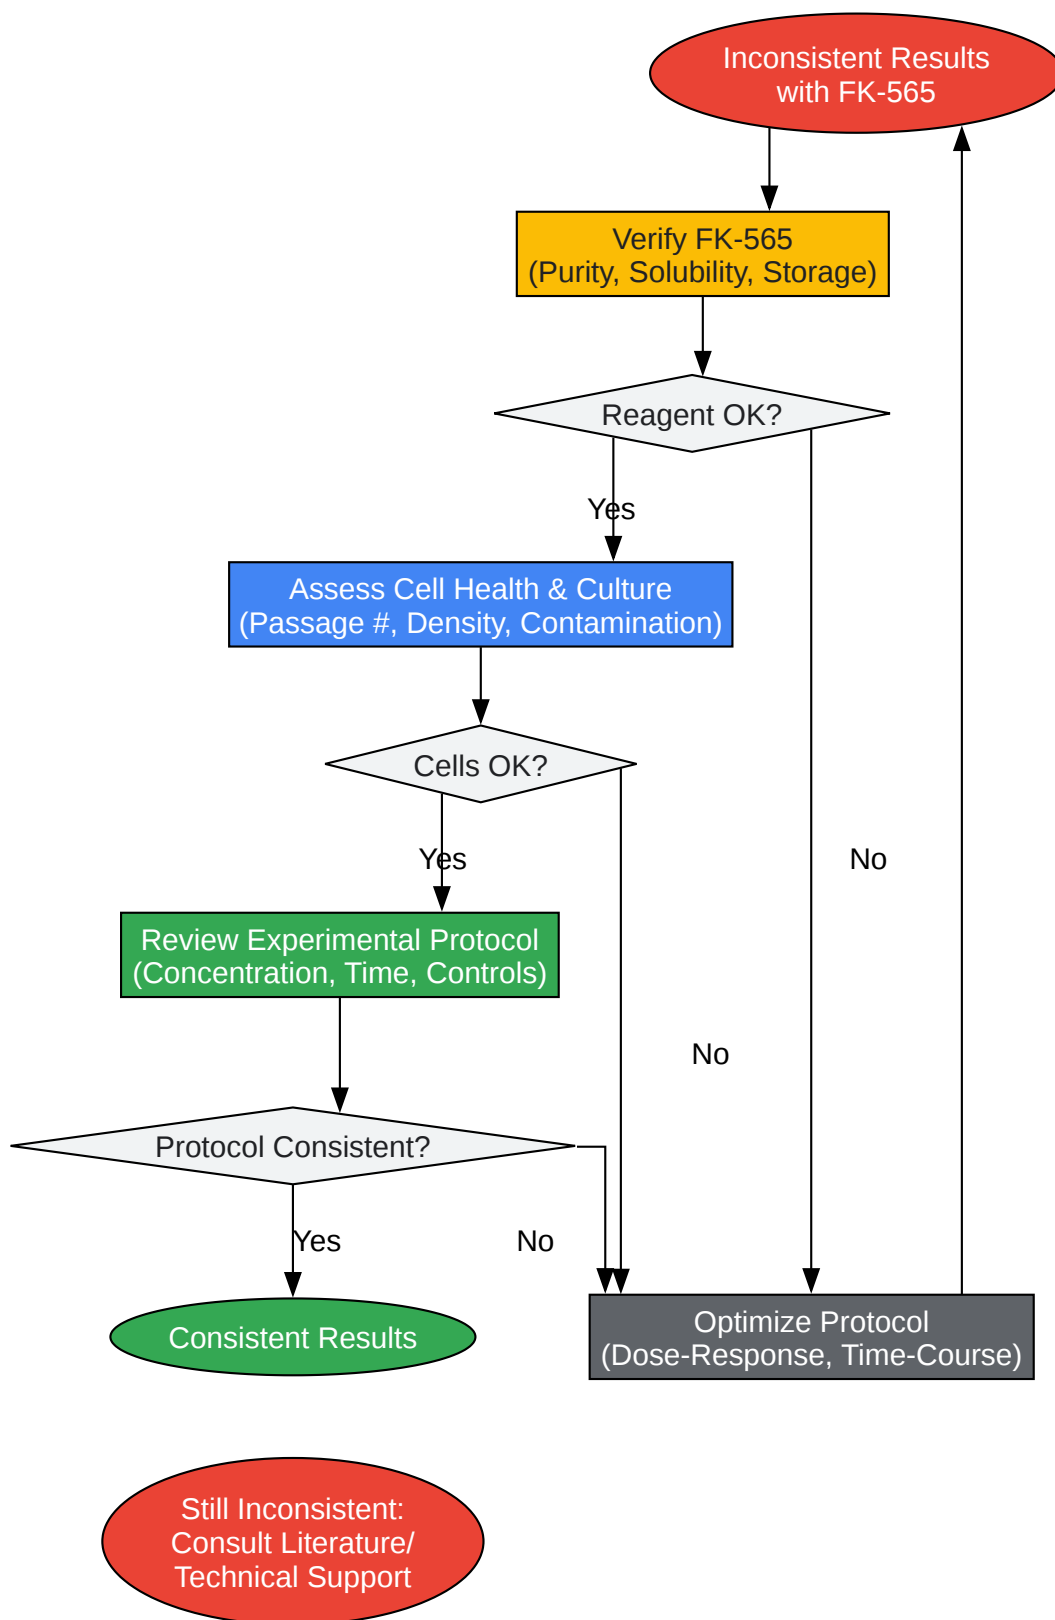 Inconsistent Results
with FK-565
Verify FK-565
(Purity, Solubility, Storage)
Reagent OK?
Yes
Assess Cell Health & Culture
(Passage #, Density, Contamination)
Cells OK?
Yes
No
Review Experimental Protocol
(Concentration, Time, Controls)
No
Protocol Consistent?
Yes
No
Consistent Results
Optimize Protocol
(Dose-Response, Time-Course)
Still Inconsistent:
Consult Literature/
Technical Support